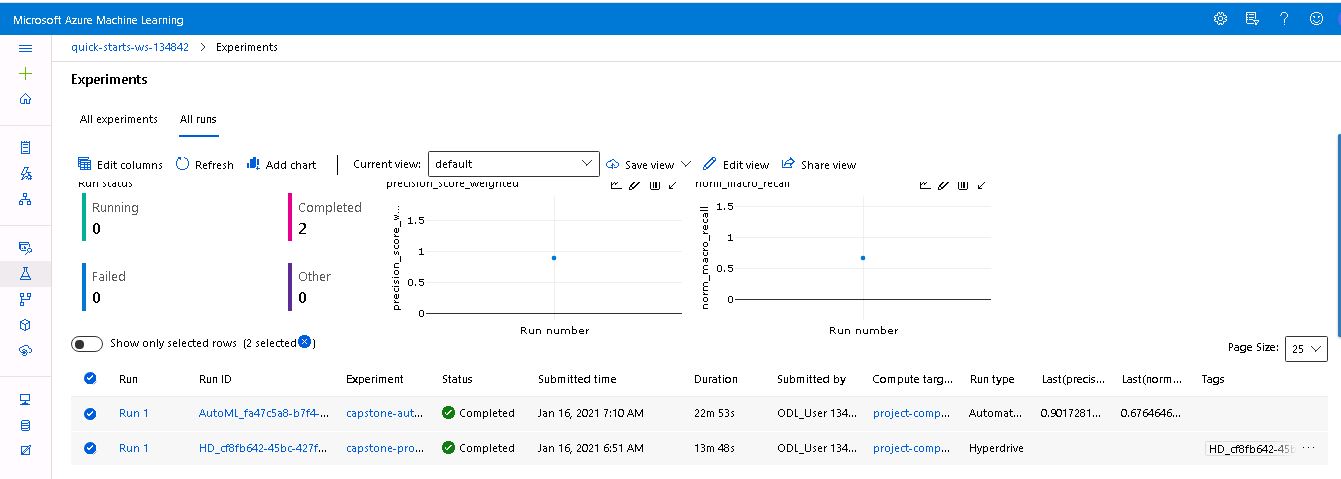 Microsoft Azure Machine Learning
quick-starts-ws-134842 > Experiments
Experiments
All experiments All runs
Edit columns Refresh Add chart Current view: default Save view Edit view Share view
Run status precision_score_weighted norm_macro_recall
Running
0
Completed
2
Failed
0
Other
0
precision_score_w...
1.5
1
0.5
0
Run number
norm_macro_recall
1.5
1
0.5
0
Run number
Show only selected rows (2 selected )
Page Size: 25
Run Run ID Experiment Status Submitted time Duration Submitted by Compute targ... Run type Last(precis... Last(norm... Tags
Run 1 AutoML_fa47c5a8-b7f4-... capstone-aut... Completed Jan 16, 2021 7:10 AM 22m 53s ODL_User 134... project-comp... Automat... 0.9017281... 0.6764646...
Run 1 HD_cf8fb642-45bc-427f... capstone-pro... Completed Jan 16, 2021 6:51 AM 13m 48s ODL_User 134... project-comp... Hyperdrive HD_cf8fb642-45b ...